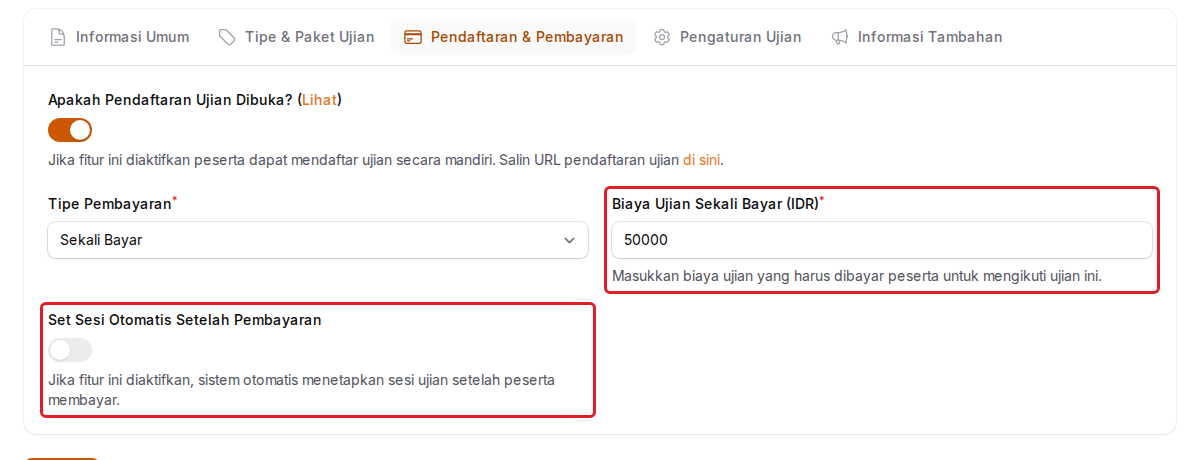 Informasi Umum Tipe & Paket Ujian Pendaftaran & Pembayaran Pengaturan Ujian Informasi Tambahan
Apakah Pendaftaran Ujian Dibuka? (Lihat)
Jika fitur ini diaktifkan peserta dapat mendaftar ujian secara mandiri. Salin URL pendaftaran ujian di sini.
Tipe Pembayaran*
Sekali Bayar
Biaya Ujian Sekali Bayar (IDR)*
50000
Masukkan biaya ujian yang harus dibayar peserta untuk mengikuti ujian ini.
Set Sesi Otomatis Setelah Pembayaran
Jika fitur ini diaktifkan, sistem otomatis menetapkan sesi ujian setelah peserta
membayar.